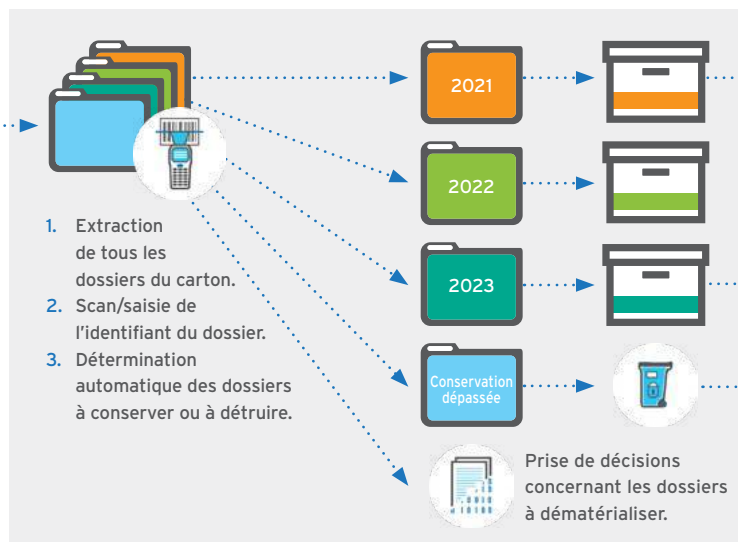 2021
2022
2023
Conservation
dépassée
1. Extraction
de tous les
dossiers du carton.
2. Scan/saisie de
l'identifiant du dossier.
3. Détermination
automatique des dossiers
à conserver ou à détruire.
Prise de décisions
concernant les dossiers
à dématérialiser.